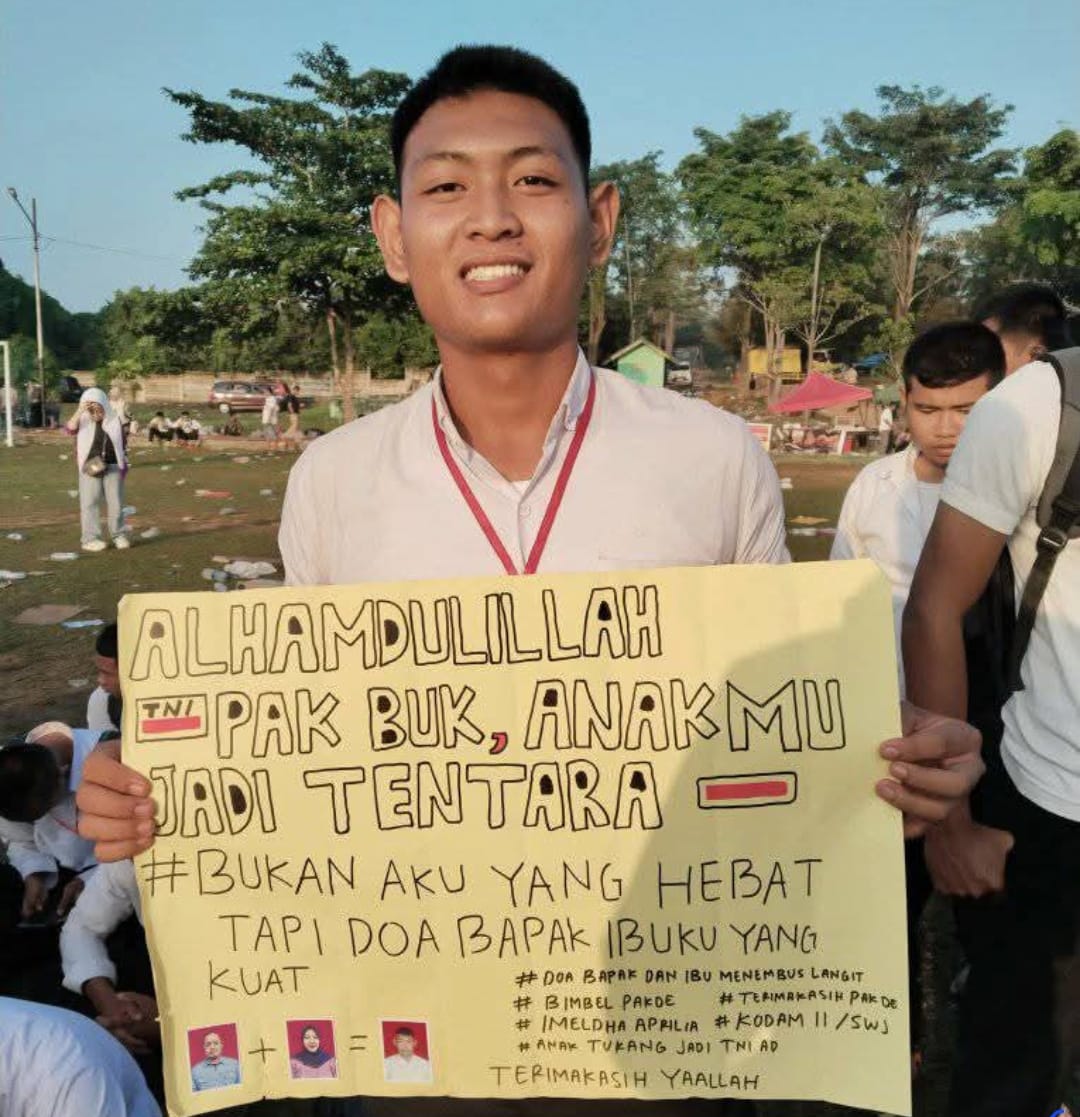 ALHAMDULILLAH
TNI PAK BUK, ANAKMU
JADI TENTARA
#BUKAN AKU YANG HEBAT
TAPI DOA BAPAK IBUKU YANG
KUAT
# DOA BAPAK DAN IBU MENEMBUS LANGIT
# BIMBEL PAKDE # TERIMAKASIH PAKDE
# IMELDHA APRILIA # KODAM II/SWJ
# ANAK TUKANG JADI TNI AD
+ =
TERIMAKASIH YAALLAH